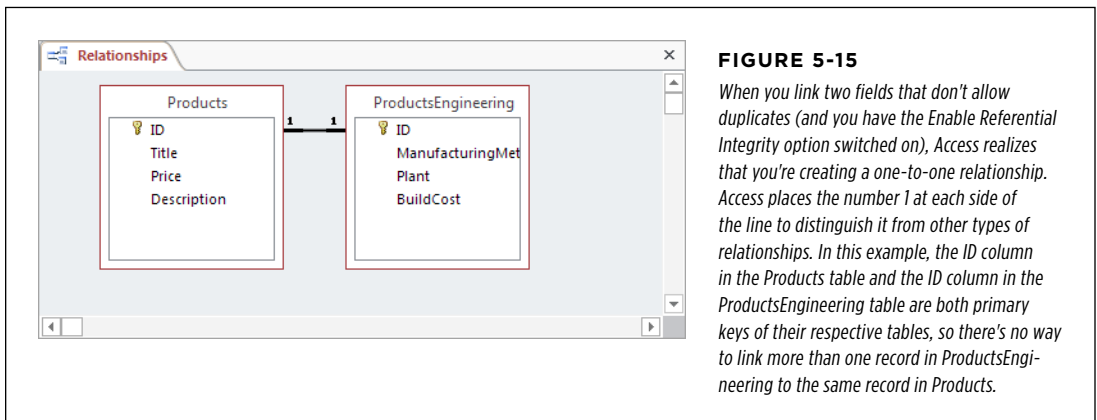 Relationships
Products
ID
Title
Price
Description
1 1
ProductsEngineering
ID
ManufacturingMet
Plant
BuildCost
FIGURE 5-15
When you link two fields that don't allow
duplicates (and you have the Enable Referential
Integrity option switched on), Access realizes
that you're creating a one-to-one relationship.
Access places the number 1 at each side of
the line to distinguish it from other types of
relationships. In this example, the ID column
in the Products table and the ID column in the
ProductsEngineering table are both primary
keys of their respective tables, so there's no way
to link more than one record in ProductsEngi-
neering to the same record in Products.